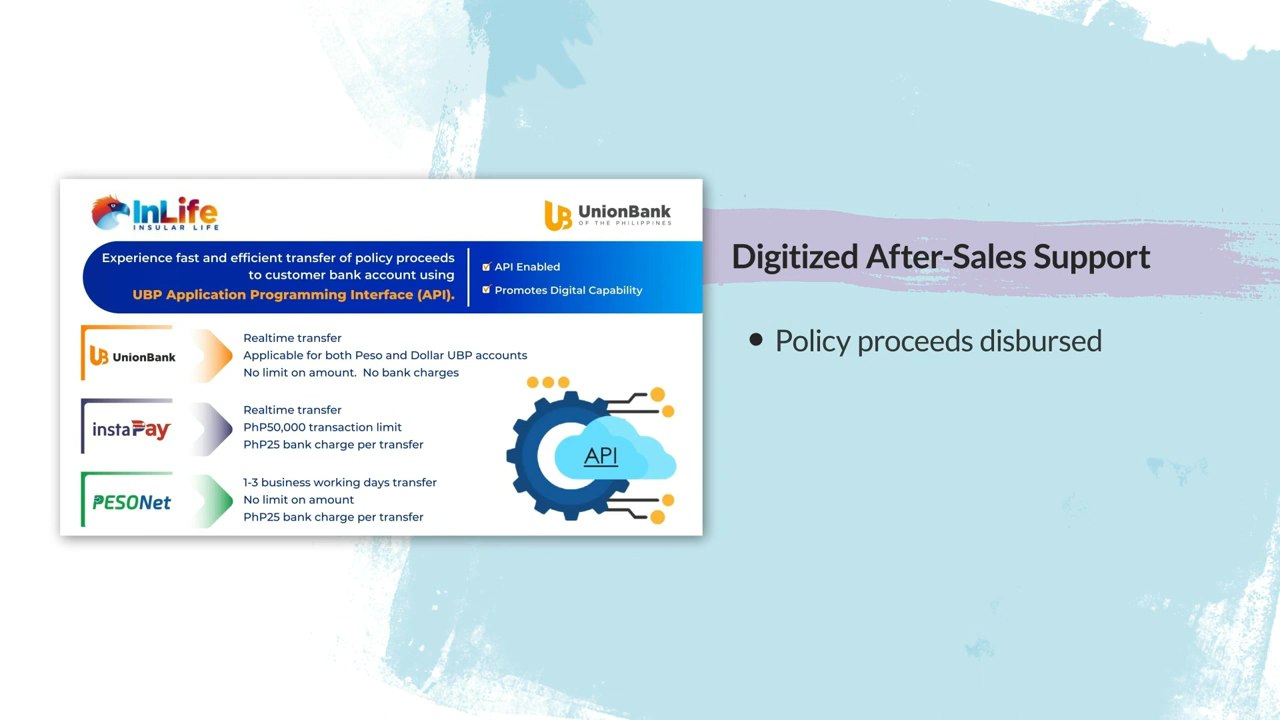 InLife
INSULAR LIFE
UB UnionBank
OF THE PHILIPPINES
Experience fast and efficient transfer of policy proceeds
to customer bank account using
UBP Application Programming Interface (API).
API Enabled
Promotes Digital Capability
UB UnionBank
Realtime transfer
Applicable for both Peso and Dollar UBP accounts
No limit on amount. No bank charges
instaPay
Realtime transfer
PhP50,000 transaction limit
PhP25 bank charge per transfer
PESONet
1-3 business working days transfer
No limit on amount
PhP25 bank charge per transfer
API
Digitized After-Sales Support
• Policy proceeds disbursed